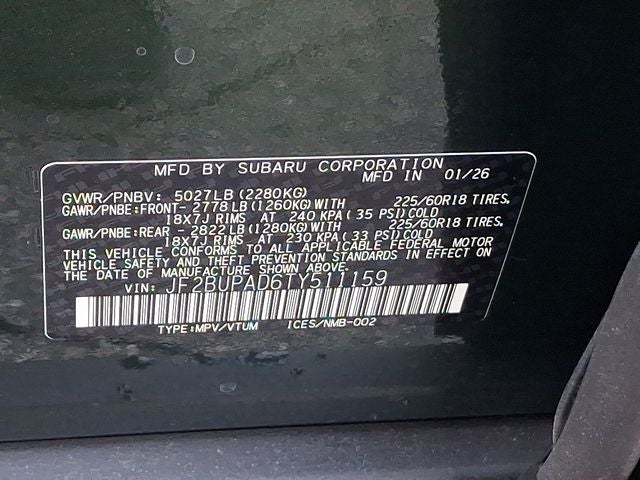 MFD BY SUBARU CORPORATION
MFD IN 01/26
GVWR/PNBV: 5027LB (2280KG)
GAWR/PNBE:FRONT-2778LB(1260KG)WITH 225/60R18 TIRES.
18X7J RIMS AT 240 KPA(35 PSI)COLD
GAWR/PNBE:REAR -2822LB(1280KG)WITH 225/60R18 TIRES.
18X7J RIMS AT 230 KPA(33 PSI)COLD
THIS VEHICLE CONFORMS TO ALL APPLICABLE FEDERAL MOTOR
VEHICLE SAFETY AND THEFT PREVENTION STANDARDS IN EFFECT ON
THE DATE OF MANUFACTURE SHOWN ABOVE.
VIN: JF2BUPAD6TY511159
TYPE:MPV/VTUM ICES/NMB-002